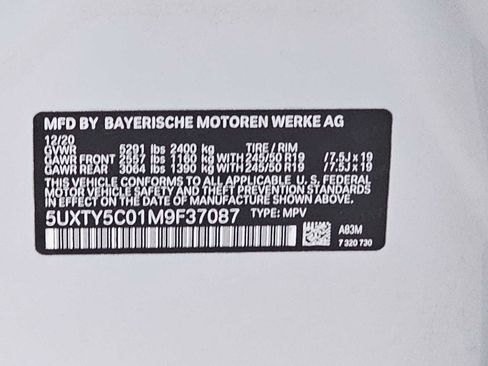 MFD BY BAYERISCHE MOTOREN WERKE AG
12/20
GVWR 5291 lbs 2400 kg TIRE / RIM
GAWR FRONT 2557 lbs 1160 kg WITH 245/50 R19 /7.5J x 19
GAWR REAR 3064 lbs 1390 kg WITH 245/50 R19 /7.5J x 19
THIS VEHICLE CONFORMS TO ALL APPLICABLE U. S. FEDERAL
MOTOR VEHICLE SAFETY AND THEFT PREVENTION STANDARDS
IN EFFECT ON THE DATE OF MANUFACTURE SHOWN ABOVE.
5UXTY5C01M9F37087 TYPE: MPV
A83M
7 320 730